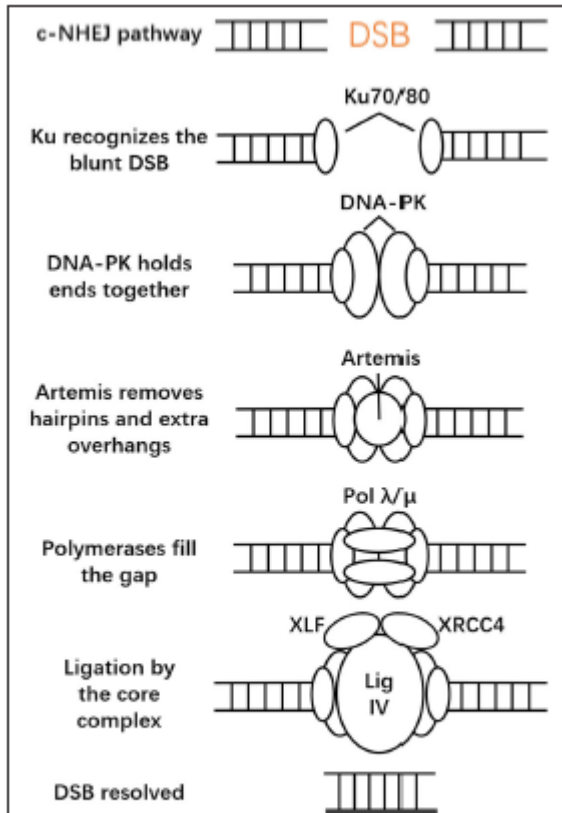 c-NHEJ pathway
DSB
Ku70/80
Ku recognizes the
blunt DSB
DNA-PK
DNA-PK holds
ends together
Artemis
Artemis removes
hairpins and extra
overhangs
Pol λ/μ
Polymerases fill
the gap
XLF
XRCC4
Ligation by
the core
complex
Lig
IV
DSB resolved